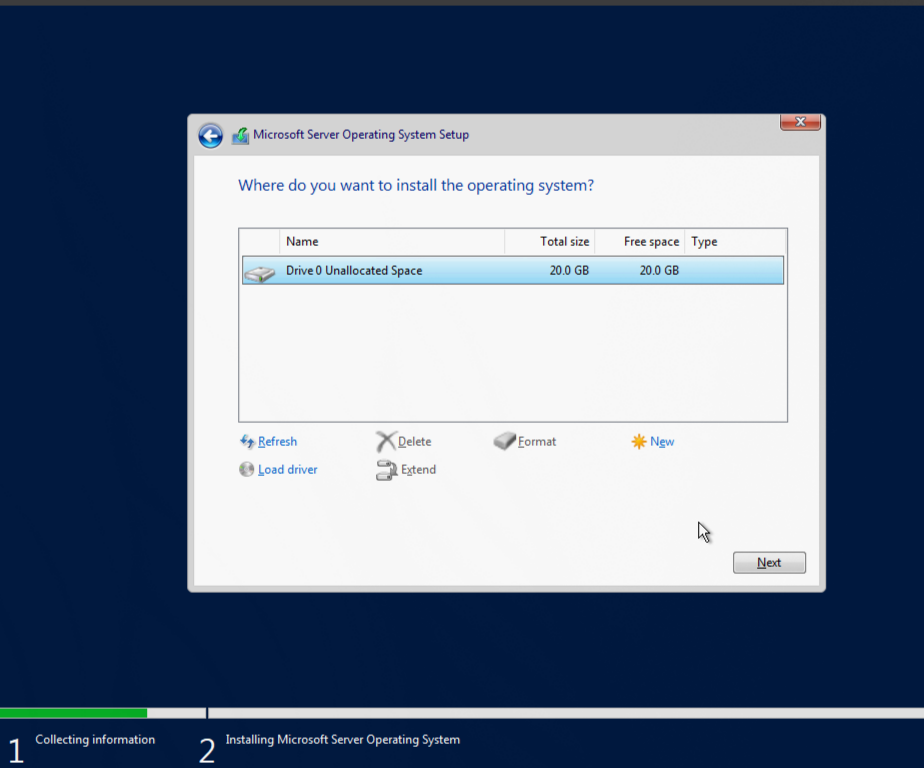 Microsoft Server Operating System Setup
Where do you want to install the operating system?
Name Total size Free space Type
Drive 0 Unallocated Space 20.0 GB 20.0 GB
Refresh Delete Format New
Load driver Extend
Next
1 Collecting information 2 Installing Microsoft Server Operating System